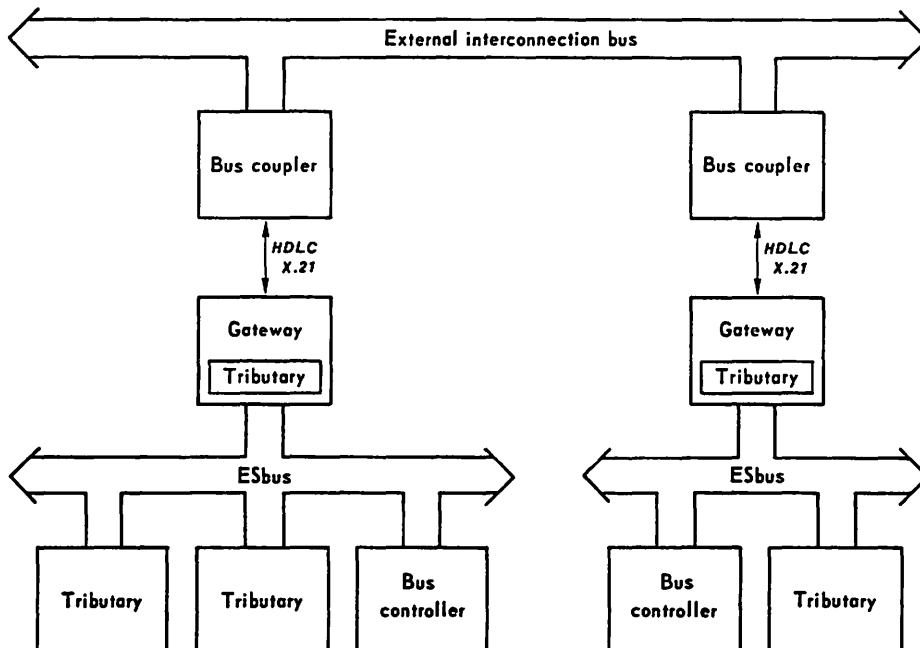 External interconnection bus
Bus coupler
Bus coupler
HDLC
X.21
HDLC
X.21
Gateway
Tributary
Gateway
Tributary
ESbus
ESbus
Tributary
Tributary
Bus
controller
Bus
controller
Tributary